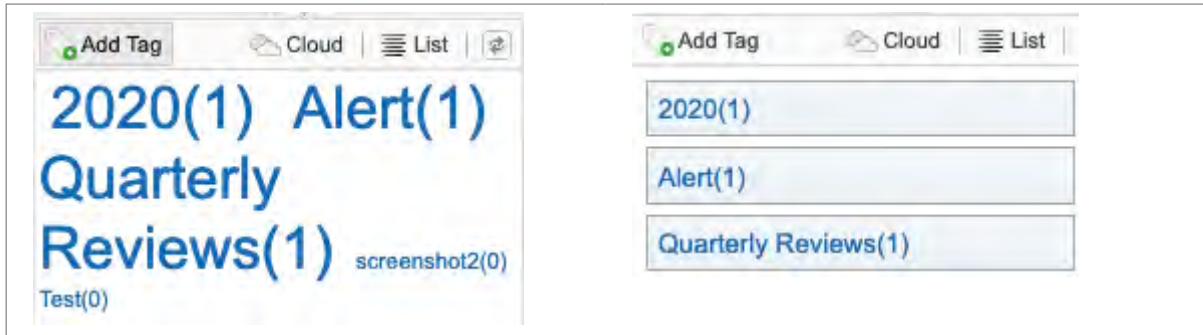 Add Tag Cloud List
2020(1) Alert(1)
Quarterly
Reviews(1) screenshot2(0)
Test(0)
Add Tag Cloud List
2020(1)
Alert(1)
Quarterly Reviews(1)